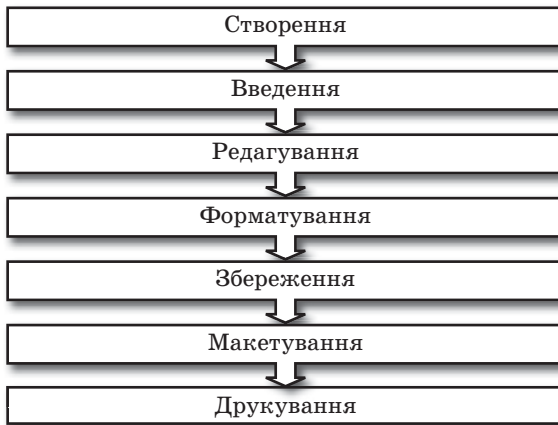 Створення
Введення
Редагування
Форматування
Збереження
Макетування
Друкування